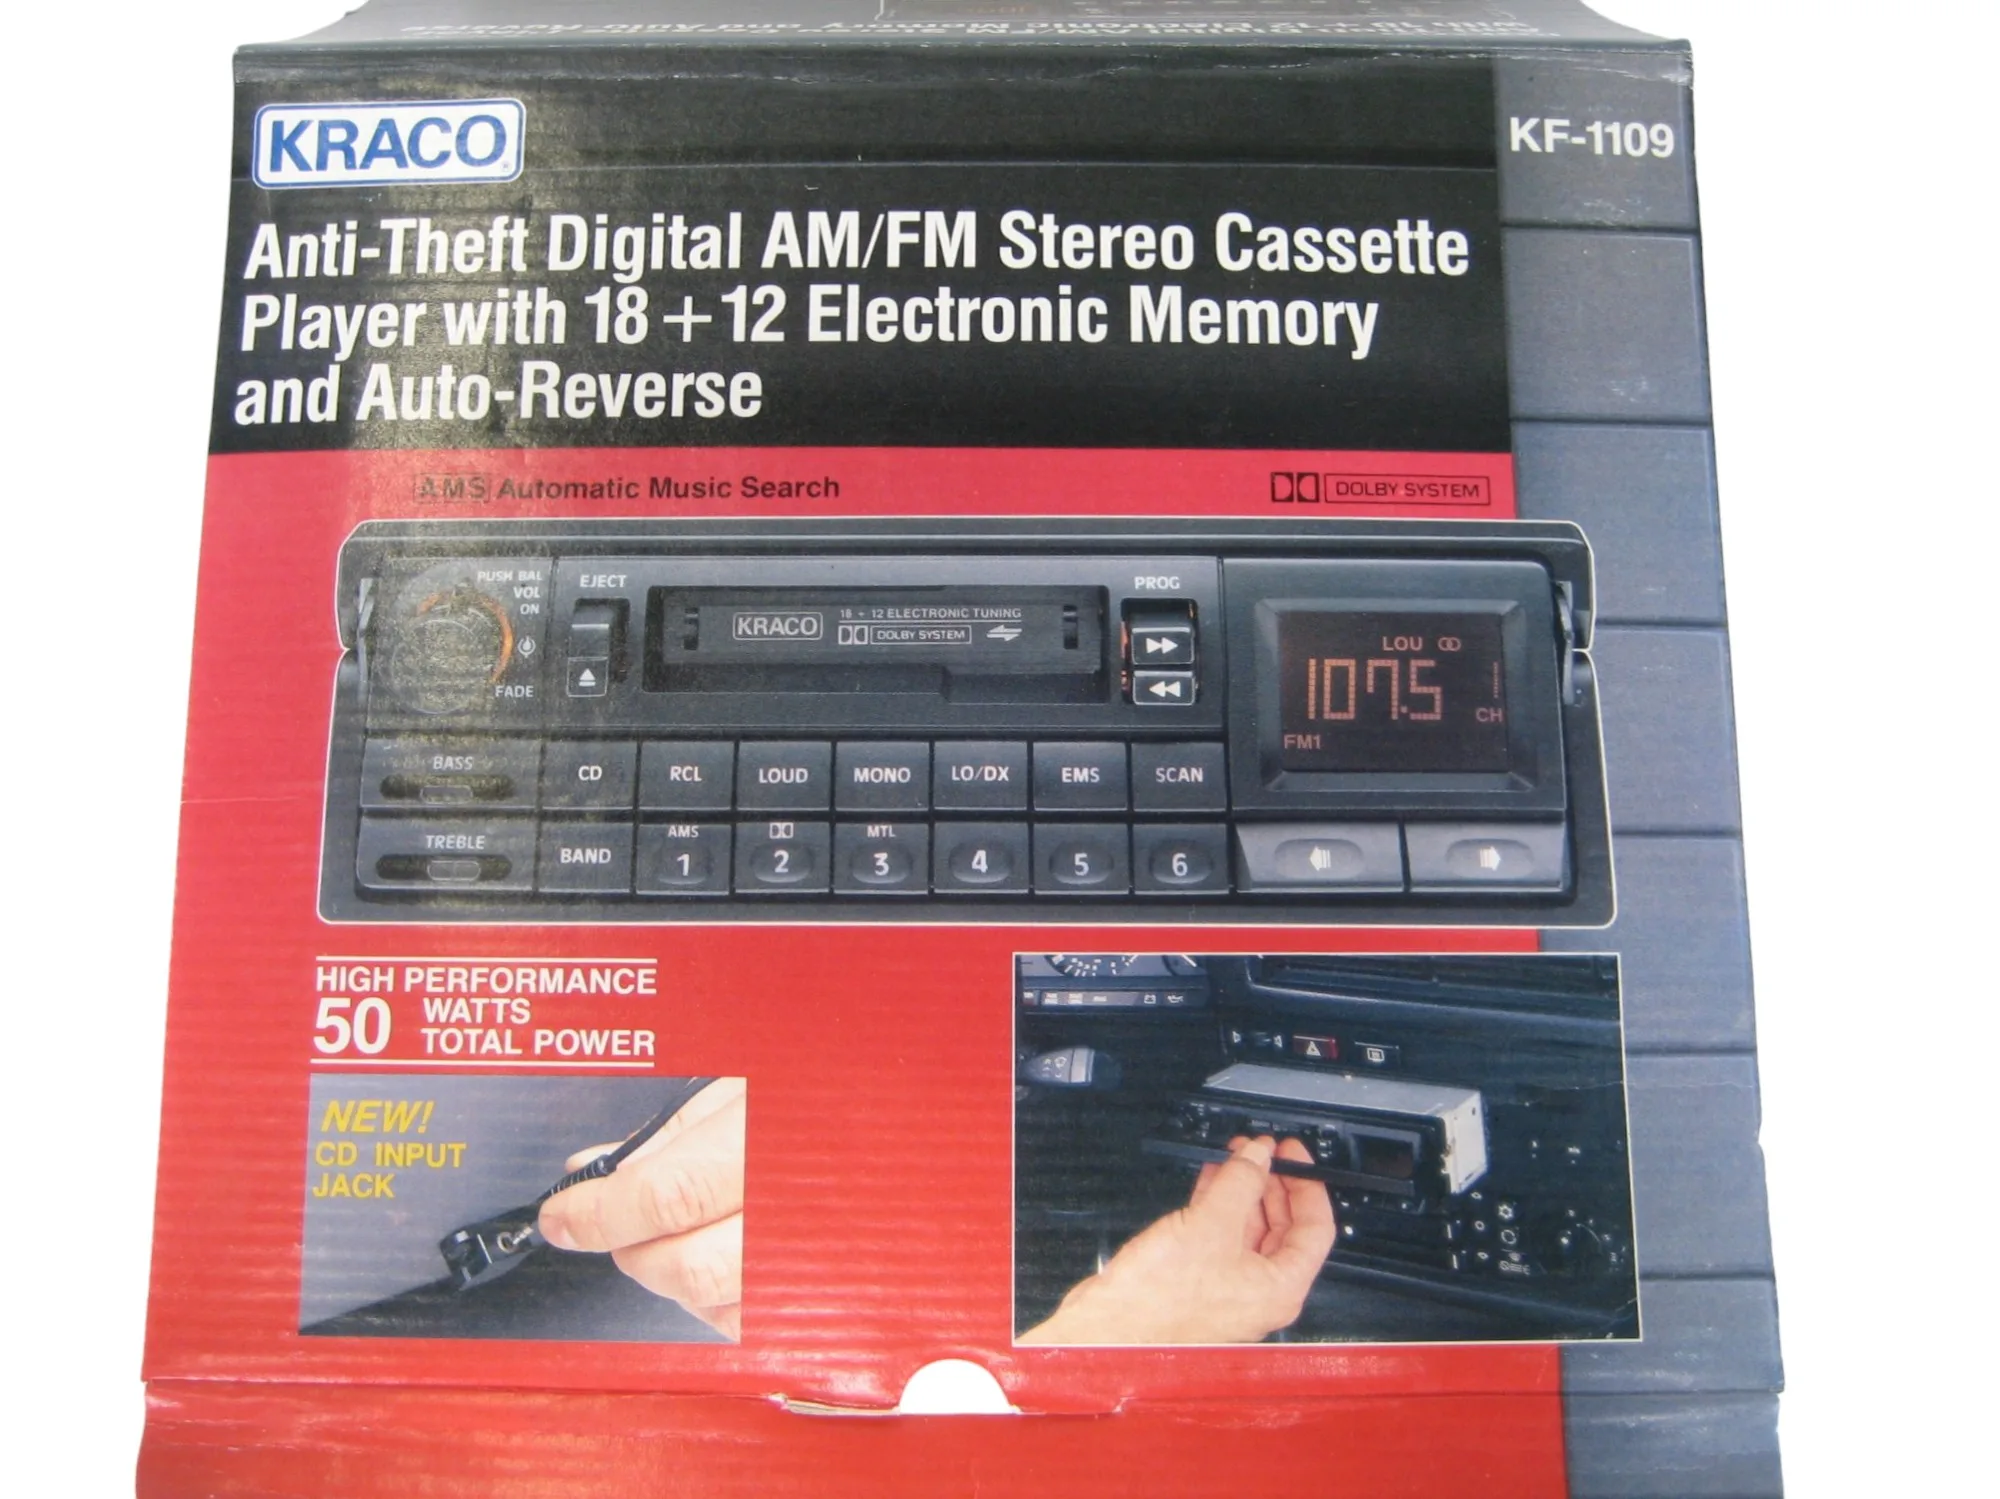 KRACO
KF-1109
Anti-Theft Digital AM/FM Stereo Cassette
Player with 18 + 12 Electronic Memory
and Auto-Reverse
AMS Automatic Music Search
DOLBY SYSTEM
PUSH BAL
VOL
ON
FADE
EJECT
KRACO
18 + 12 ELECTRONIC TUNING
DOLBY SYSTEM
PROG
LOU
107.5
CH
FM1
BASS
CD
RCL
LOUD
MONO
LO/DX
EMS
SCAN
TREBLE
BAND
AMS
1
2
MTL
3
4
5
6
HIGH PERFORMANCE
50 WATTS
TOTAL POWER
NEW!
CD INPUT
JACK